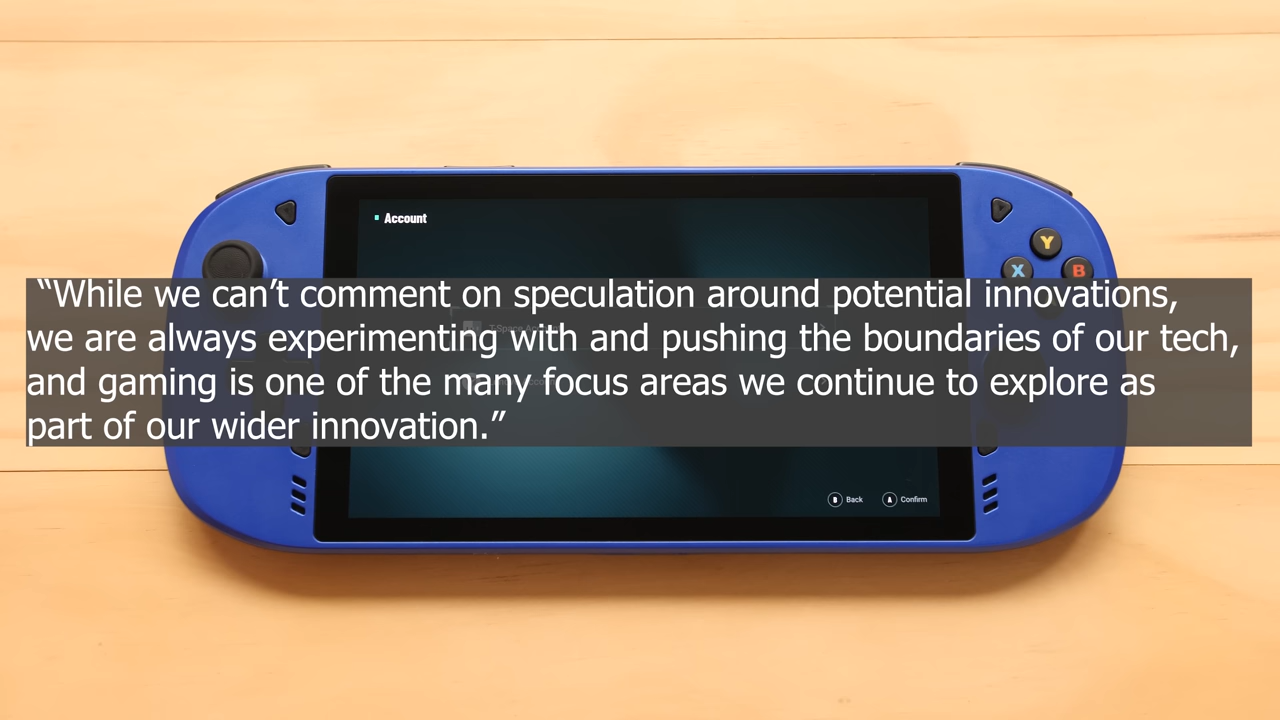 Account
Y
X
B
“While we can’t comment on speculation around potential innovations,
we are always experimenting with and pushing the boundaries of our tech,
and gaming is one of the many focus areas we continue to explore as
part of our wider innovation.”
B Back A Confirm